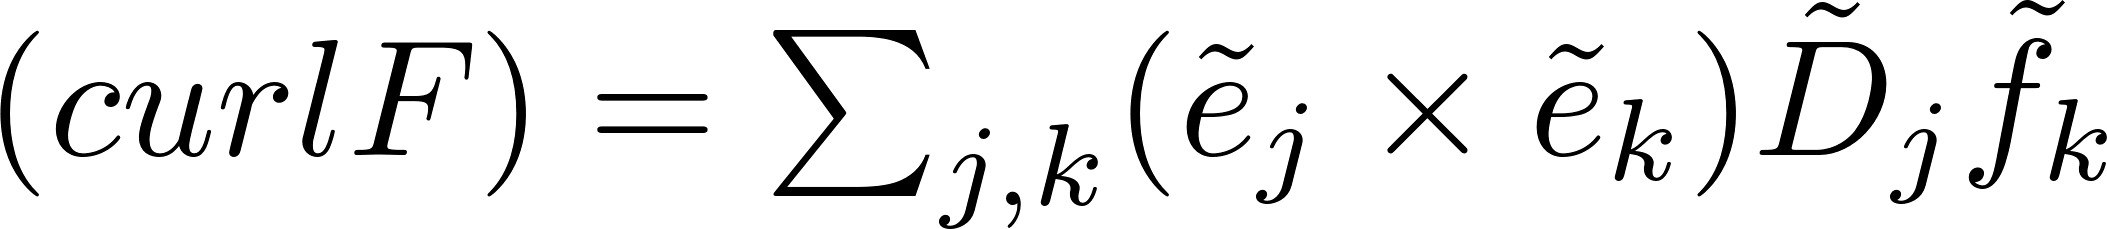 (curlF) = ∑_{j,k}(ẽ_j × ẽ_k)D̃_j f̃_k